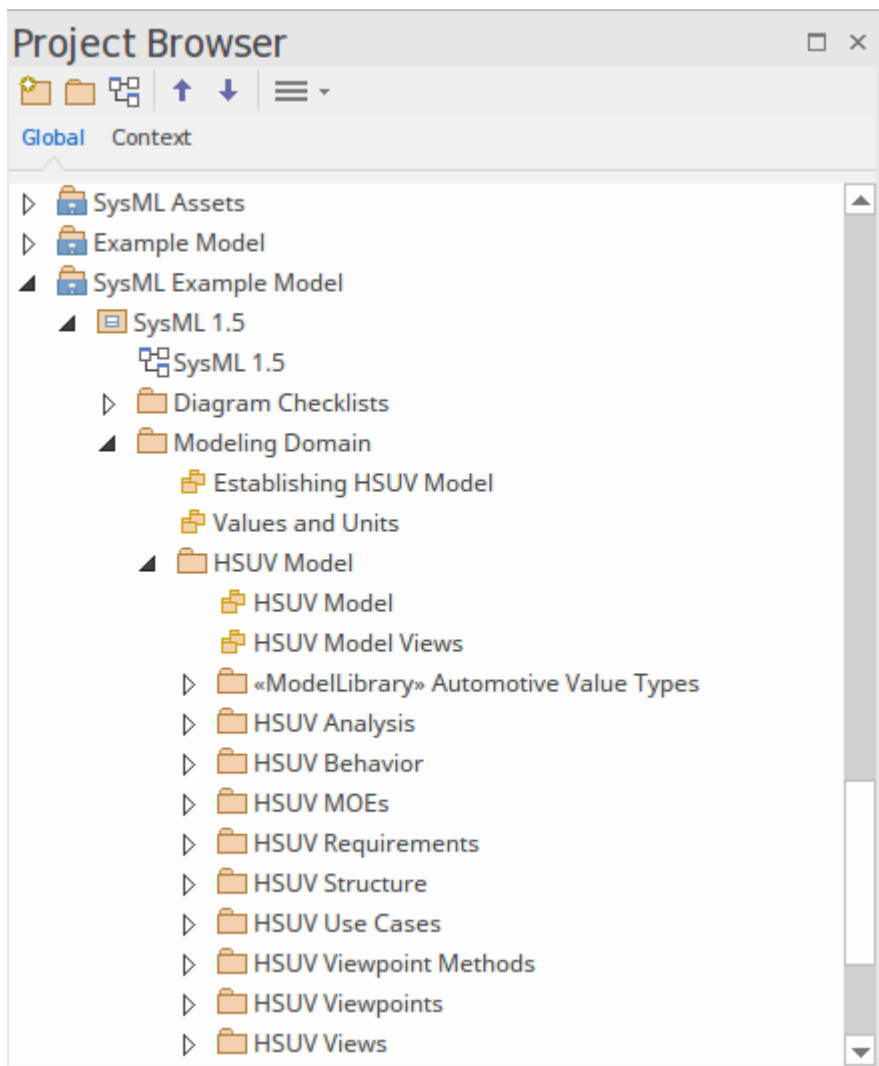 Project Browser
Global Context
SysML Assets
Example Model
SysML Example Model
SysML 1.5
SysML 1.5
Diagram Checklists
Modeling Domain
Establishing HSUV Model
Values and Units
HSUV Model
HSUV Model
HSUV Model Views
«ModelLibrary» Automotive Value Types
HSUV Analysis
HSUV Behavior
HSUV MOEs
HSUV Requirements
HSUV Structure
HSUV Use Cases
HSUV Viewpoint Methods
HSUV Viewpoints
HSUV Views